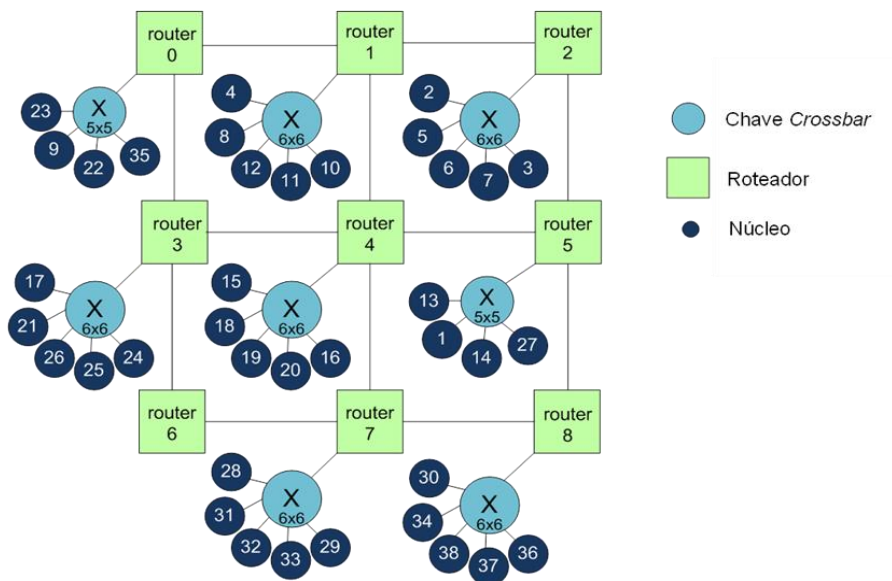 router
0
router
1
router
2
X
5x5
23
9
22
35
X
6x6
4
8
12
11
10
X
6x6
2
5
6
7
3
Chave Crossbar
Roteador
Núcleo
router
3
router
4
router
5
X
6x6
17
21
26
25
24
X
6x6
15
18
19
20
16
X
5x5
13
1
14
27
router
6
router
7
router
8
X
6x6
28
31
32
33
29
X
6x6
30
34
38
37
36